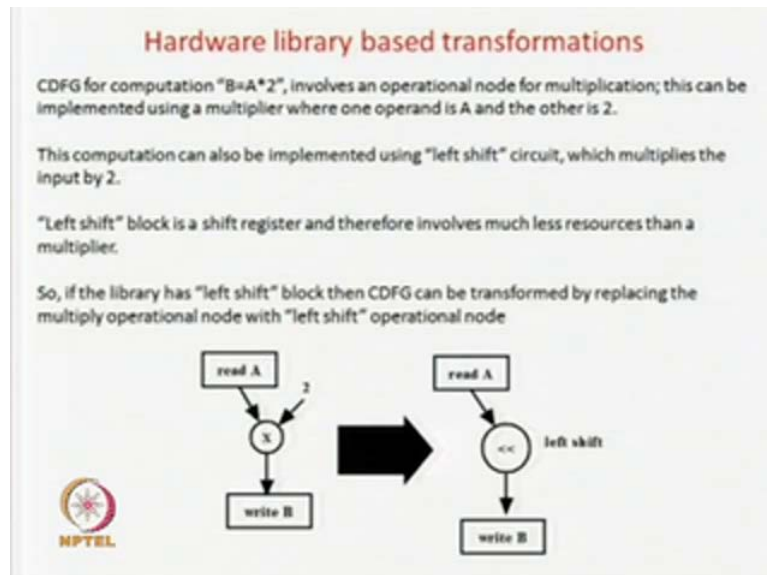 Hardware library based transformations
CDFG for computation "B=A*2", involves an operational node for multiplication; this can be
implemented using a multiplier where one operand is A and the other is 2.
This computation can also be implemented using "left shift" circuit, which multiplies the
input by 2.
"Left shift" block is a shift register and therefore involves much less resources than a
multiplier.
So, if the library has "left shift" block then CDFG can be transformed by replacing the
multiply operational node with "left shift" operational node
read A
2
X
write B
read A
<< left shift
write B
NPTEL